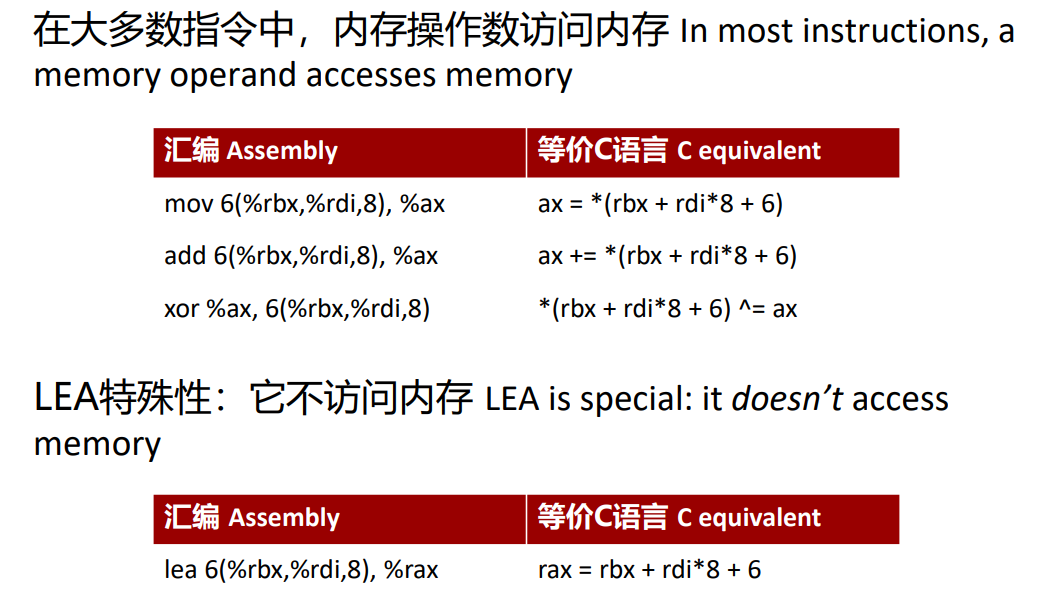 在大多数指令中，内存操作数访问内存 In most instructions, a
memory operand accesses memory
汇编 Assembly 等价C语言 C equivalent
mov 6(%rbx,%rdi,8), %ax ax = *(rbx + rdi*8 + 6)
add 6(%rbx,%rdi,8), %ax ax += *(rbx + rdi*8 + 6)
xor %ax, 6(%rbx,%rdi,8) *(rbx + rdi*8 + 6) ^= ax
LEA特殊性：它不访问内存 LEA is special: it doesn’t access
memory
汇编 Assembly 等价C语言 C equivalent
lea 6(%rbx,%rdi,8), %rax rax = rbx + rdi*8 + 6